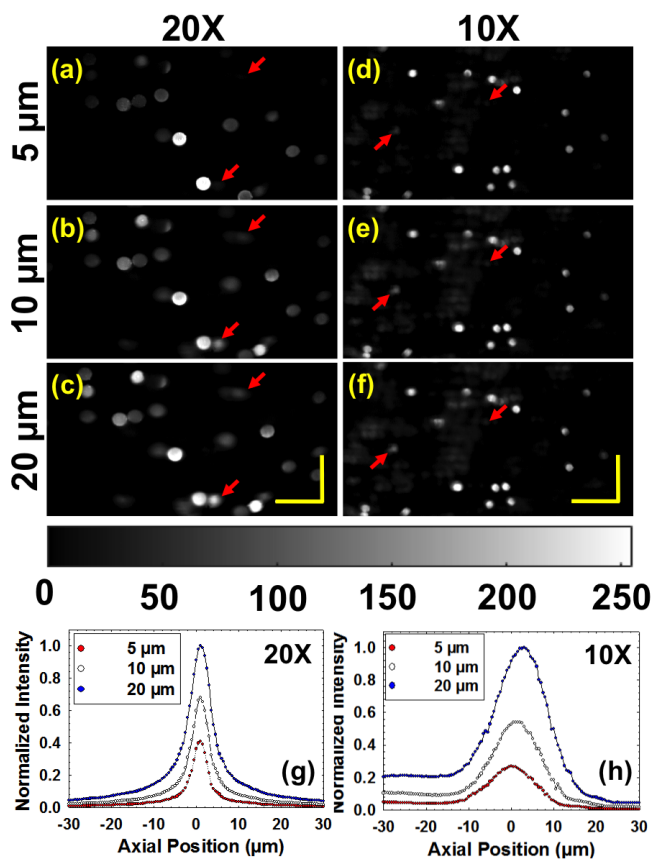 20X 10X
(a) (d)
5 µm
(b) (e)
10 µm
(c) (f)
20 µm
0 50 100 150 200 250
Normalized Intensity
1.0
0.8
0.6
0.4
0.2
0.0
5 µm
10 µm
20 µm
20X
(g)
-30 -20 -10 0 10 20 30
Axial Position (µm)
Normalized Intensity
1.0
0.8
0.6
0.4
0.2
0.0
5 µm
10 µm
20 µm
10X
(h)
-30 -20 -10 0 10 20 30
Axial Position (µm)